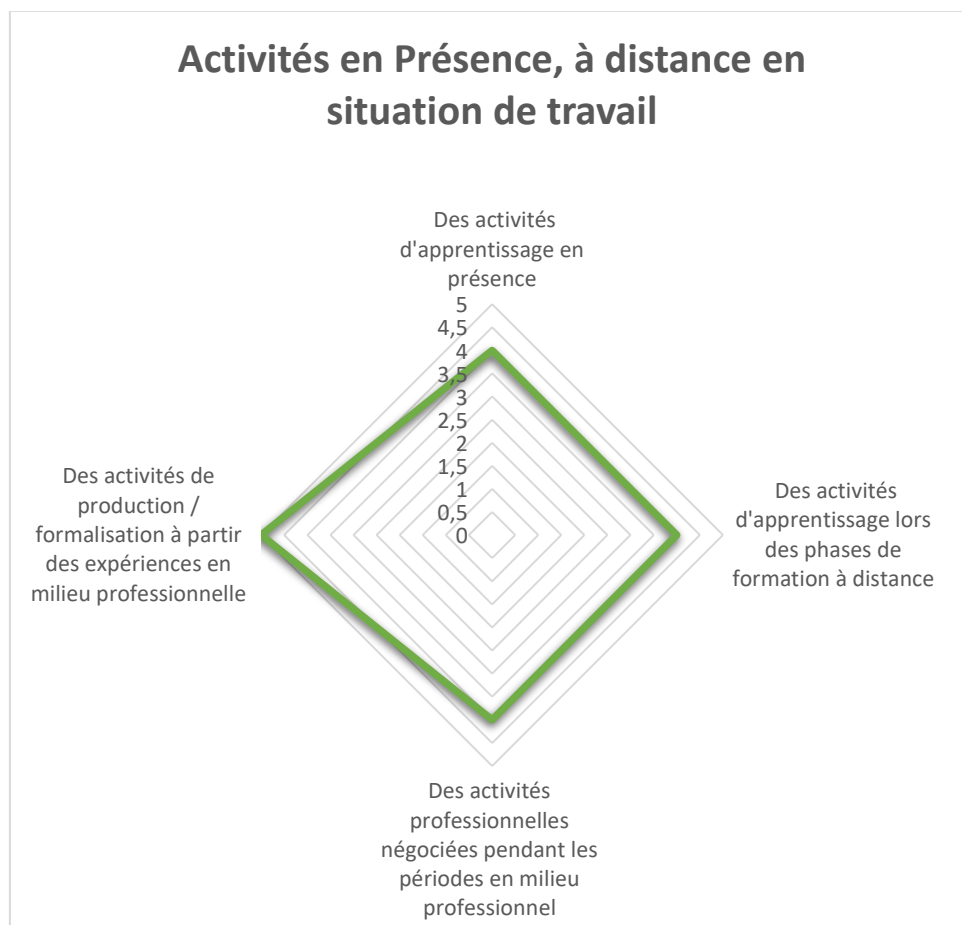 Activités en Présence, à distance en
situation de travail
Des activités
d'apprentissage en
présence
5
4,5
4
3,5
3
2,5
2
1,5
1
0,5
0
Des activités
d'apprentissage lors
des phases de
formation à distance
Des activités
professionnelles
négociées pendant les
périodes en milieu
professionnel
Des activités de
production /
formalisation à partir
des expériences en
milieu professionnelle